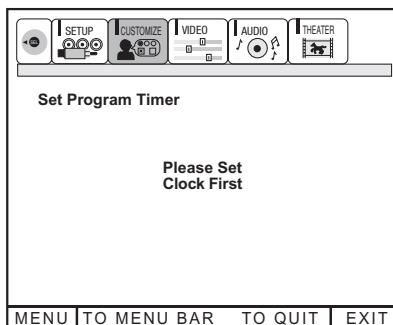 SETUP CUSTOMIZE VIDEO AUDIO THEATER
Set Program Timer
Please Set
Clock First
MENU TO MENU BAR TO QUIT EXIT